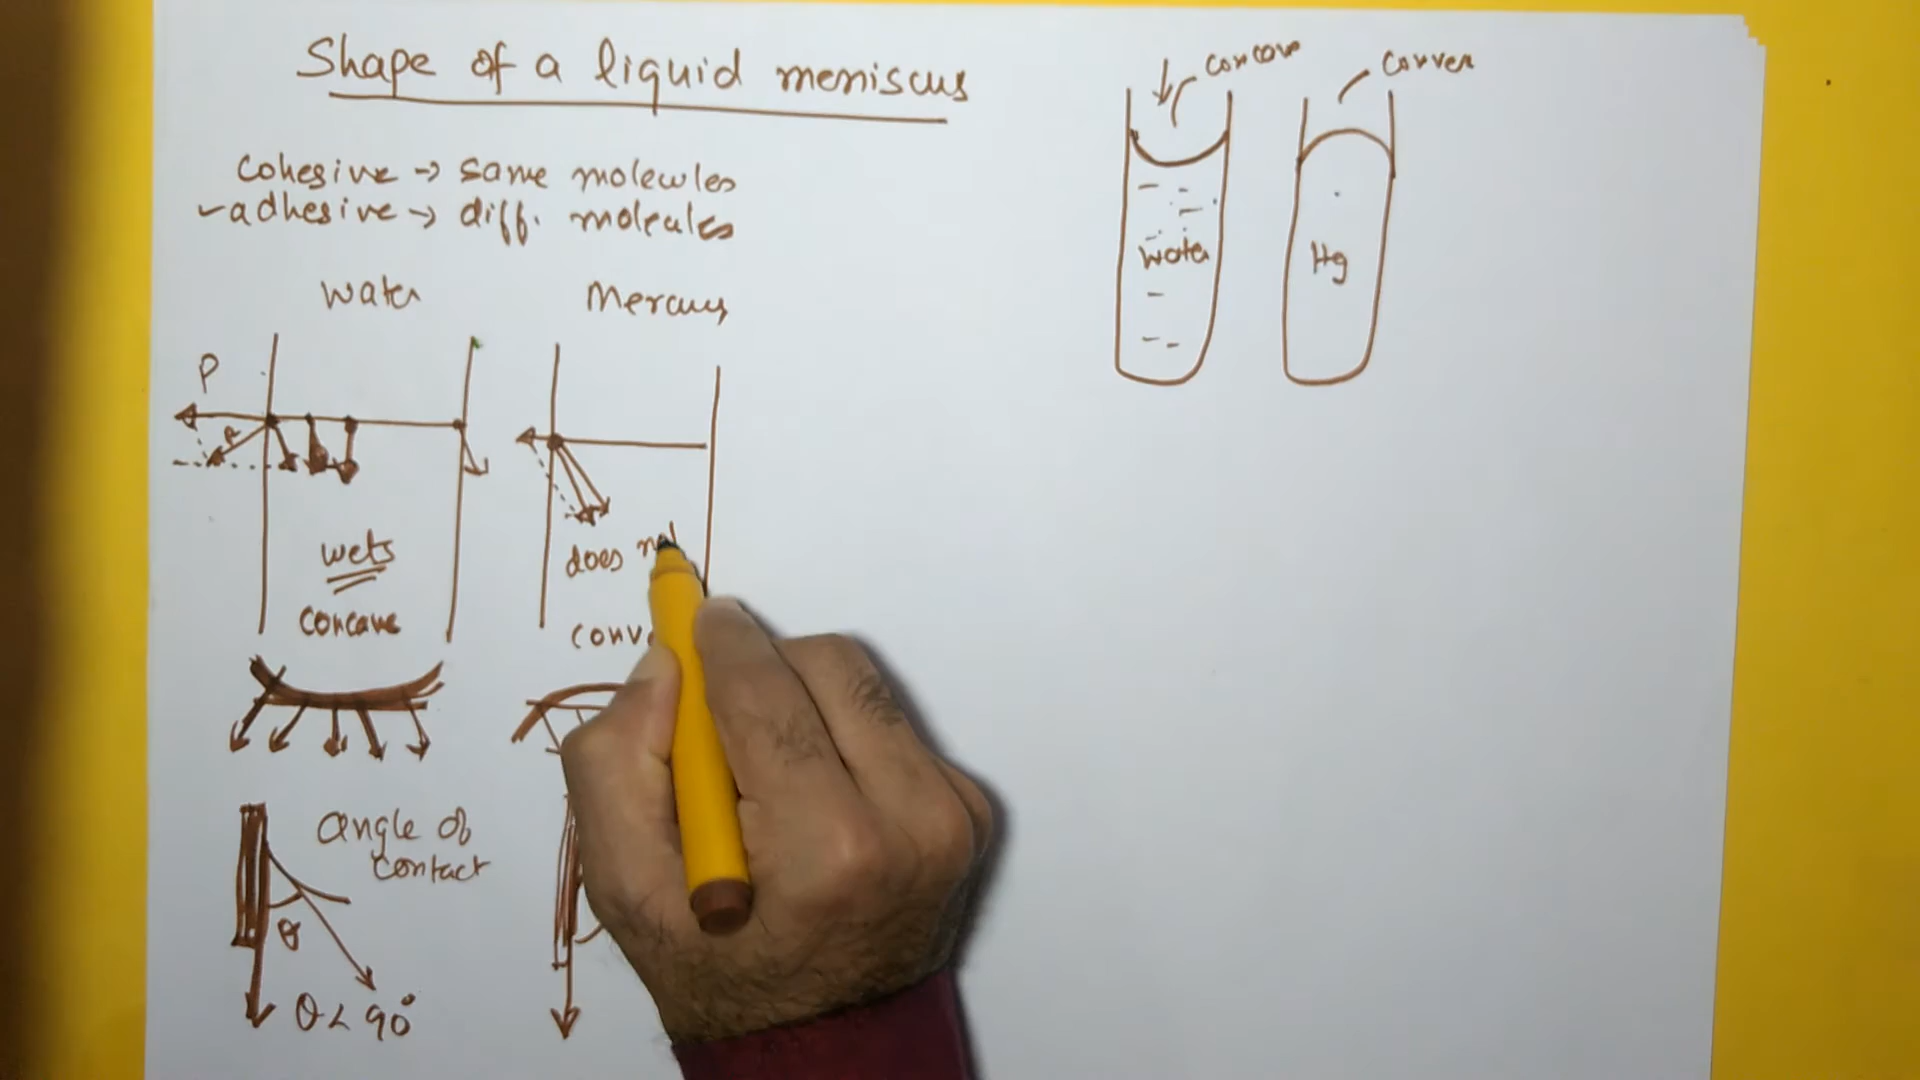 Shape of a liquid meniscus
Cohesive → same molecules
✓adhesive → diff. molecules
water
Mercury
P
R
wets
concave
does not
conv
angle of
contact
θ
θ < 90°
concave
convex
water
Hg